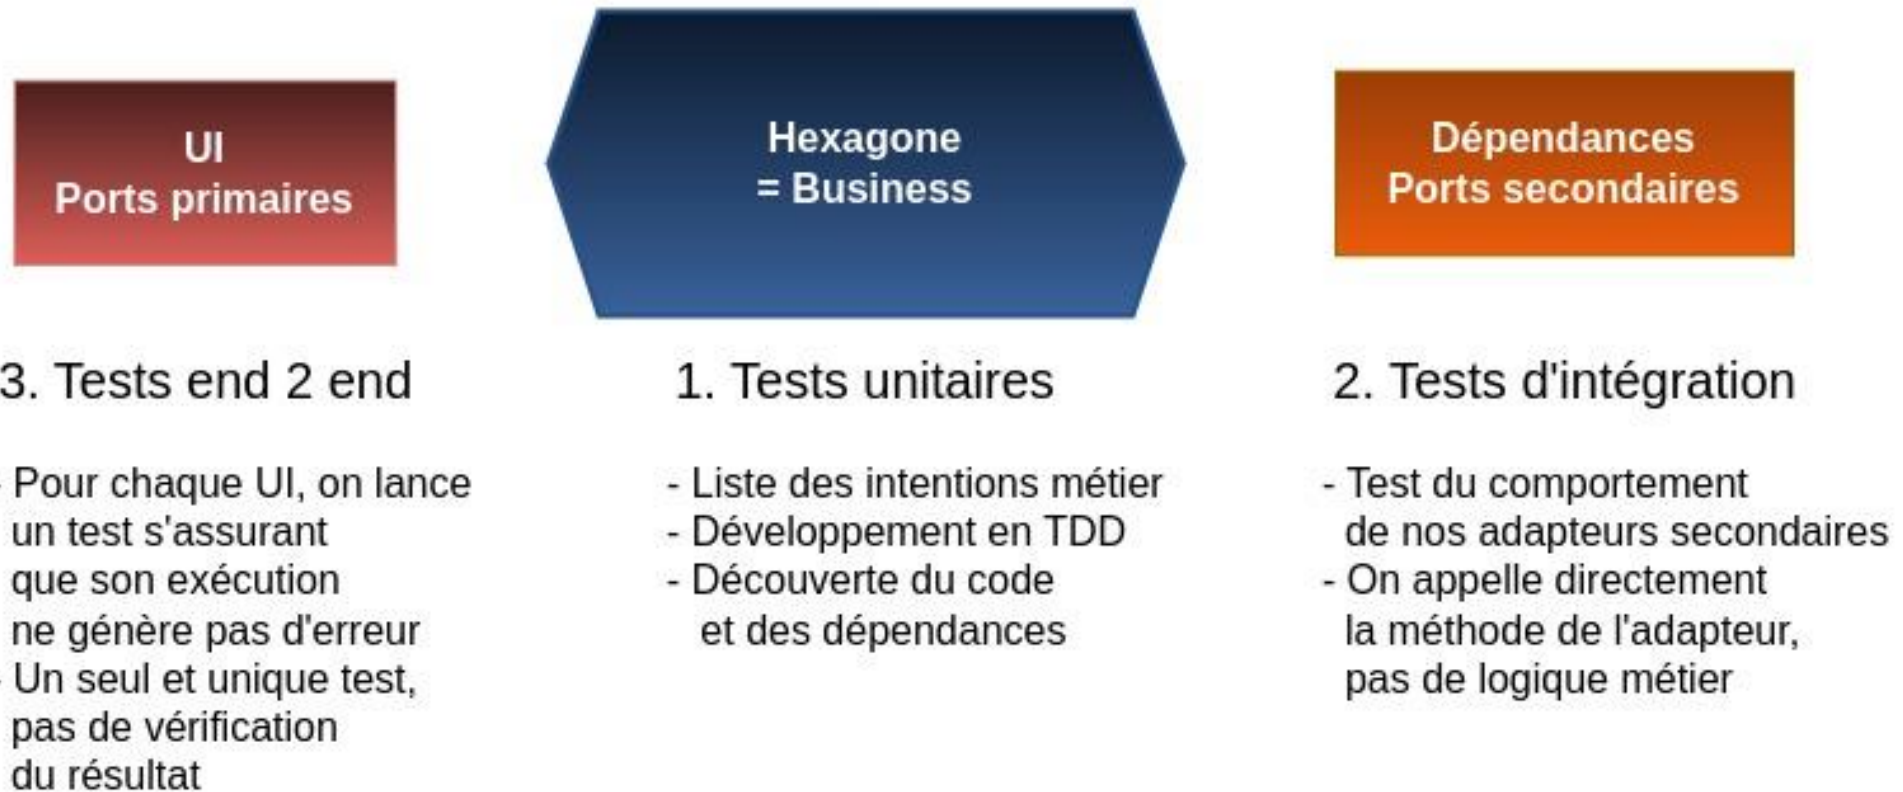 UI
Ports primaires
Hexagone
= Business
Dépendances
Ports secondaires
3. Tests end 2 end
- Pour chaque UI, on lance
un test s'assurant
que son exécution
ne génère pas d'erreur
- Un seul et unique test,
pas de vérification
du résultat
1. Tests unitaires
- Liste des intentions métier
- Développement en TDD
- Découverte du code
et des dépendances
2. Tests d'intégration
- Test du comportement
de nos adapteurs secondaires
- On appelle directement
la méthode de l'adapteur,
pas de logique métier